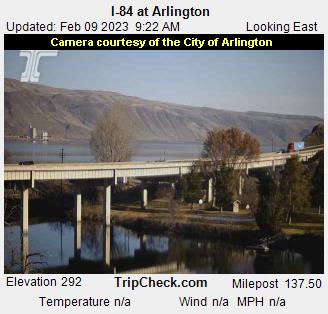 I-84 at Arlington
Updated: Feb 09 2023 9:22 AM Looking East
Camera courtesy of the City of Arlington
Elevation 292 TripCheck.com Milepost 137.50
Temperature n/a Wind n/a MPH n/a